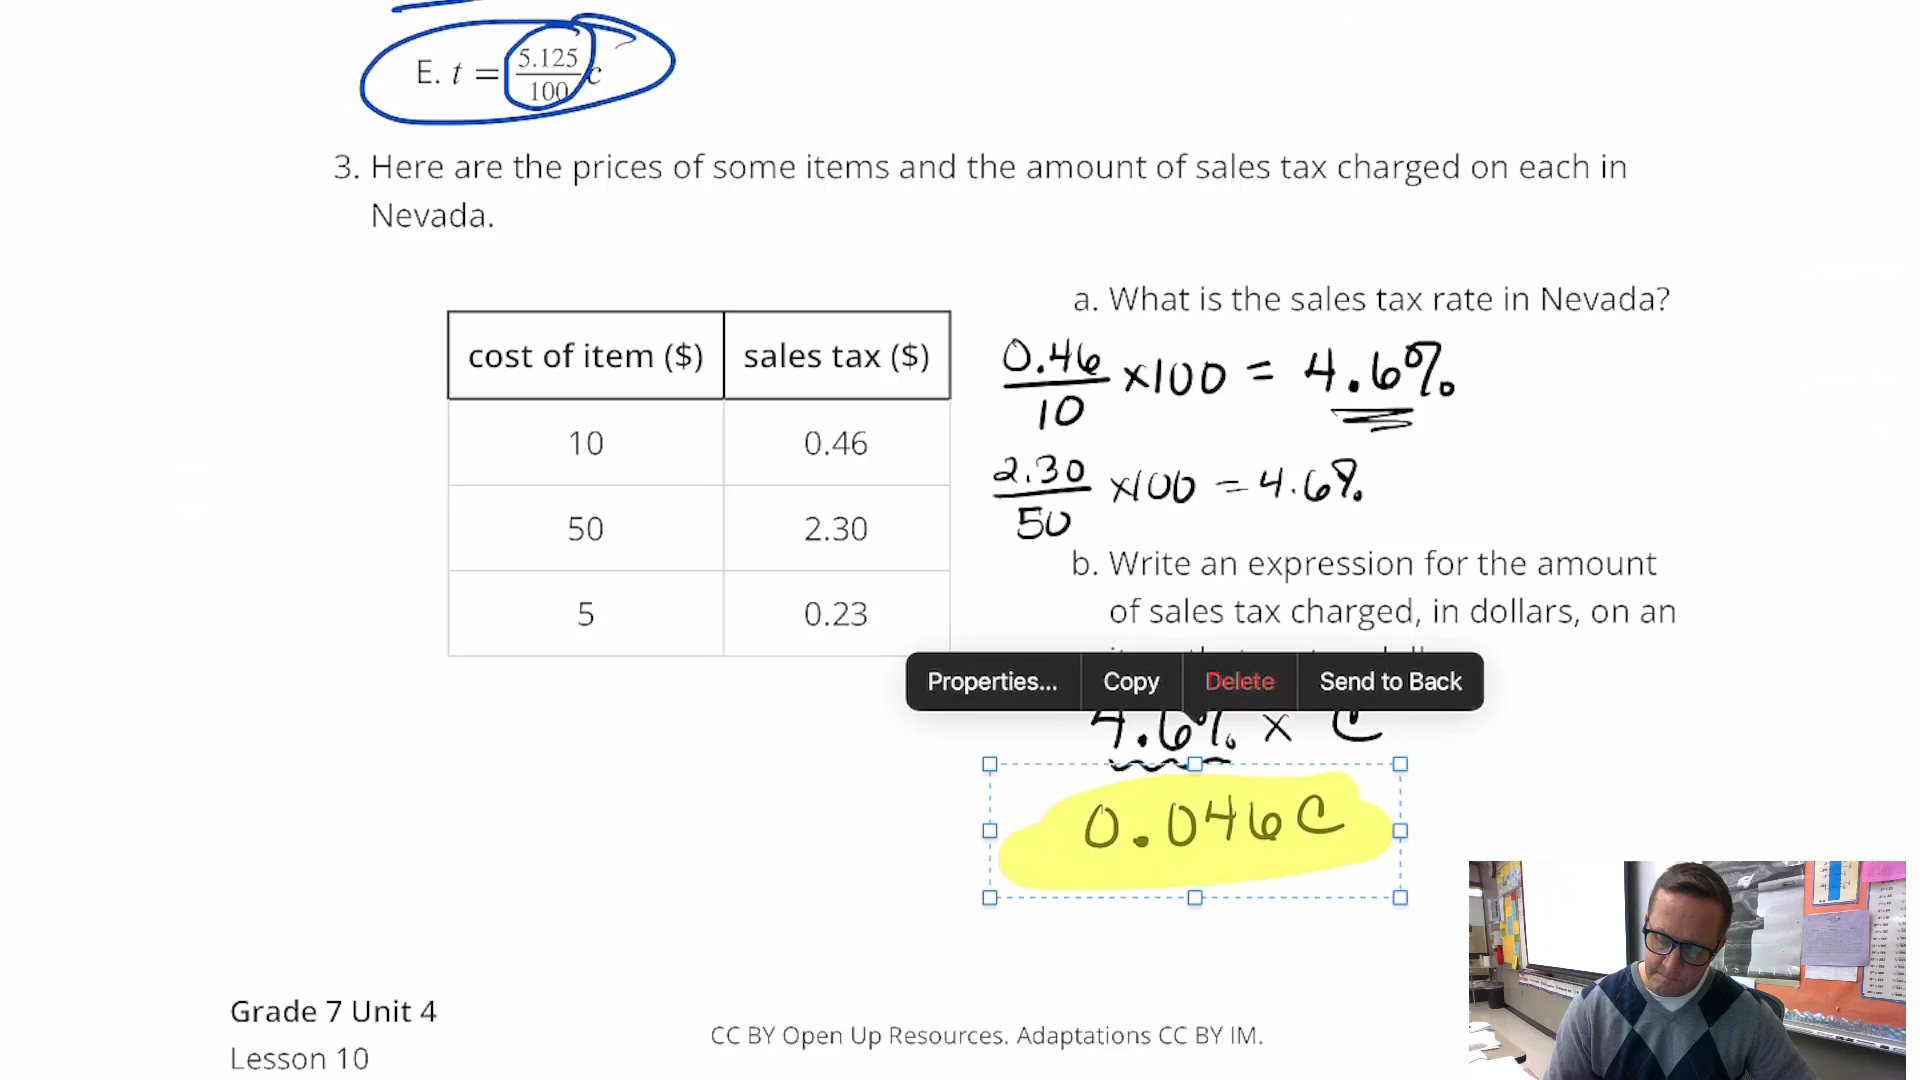 E. t = 5.125/100 c
3. Here are the prices of some items and the amount of sales tax charged on each in
Nevada.
a. What is the sales tax rate in Nevada?
cost of item ($) sales tax ($)
0.46/10 x100 = 4.6%
10 0.46
2.30/50 x100 = 4.6%
50 2.30
b. Write an expression for the amount
of sales tax charged, in dollars, on an
5 0.23
Properties... Copy Delete Send to Back
4.6% x C
0.046C
Grade 7 Unit 4
CC BY Open Up Resources. Adaptations CC BY IM.
Lesson 10